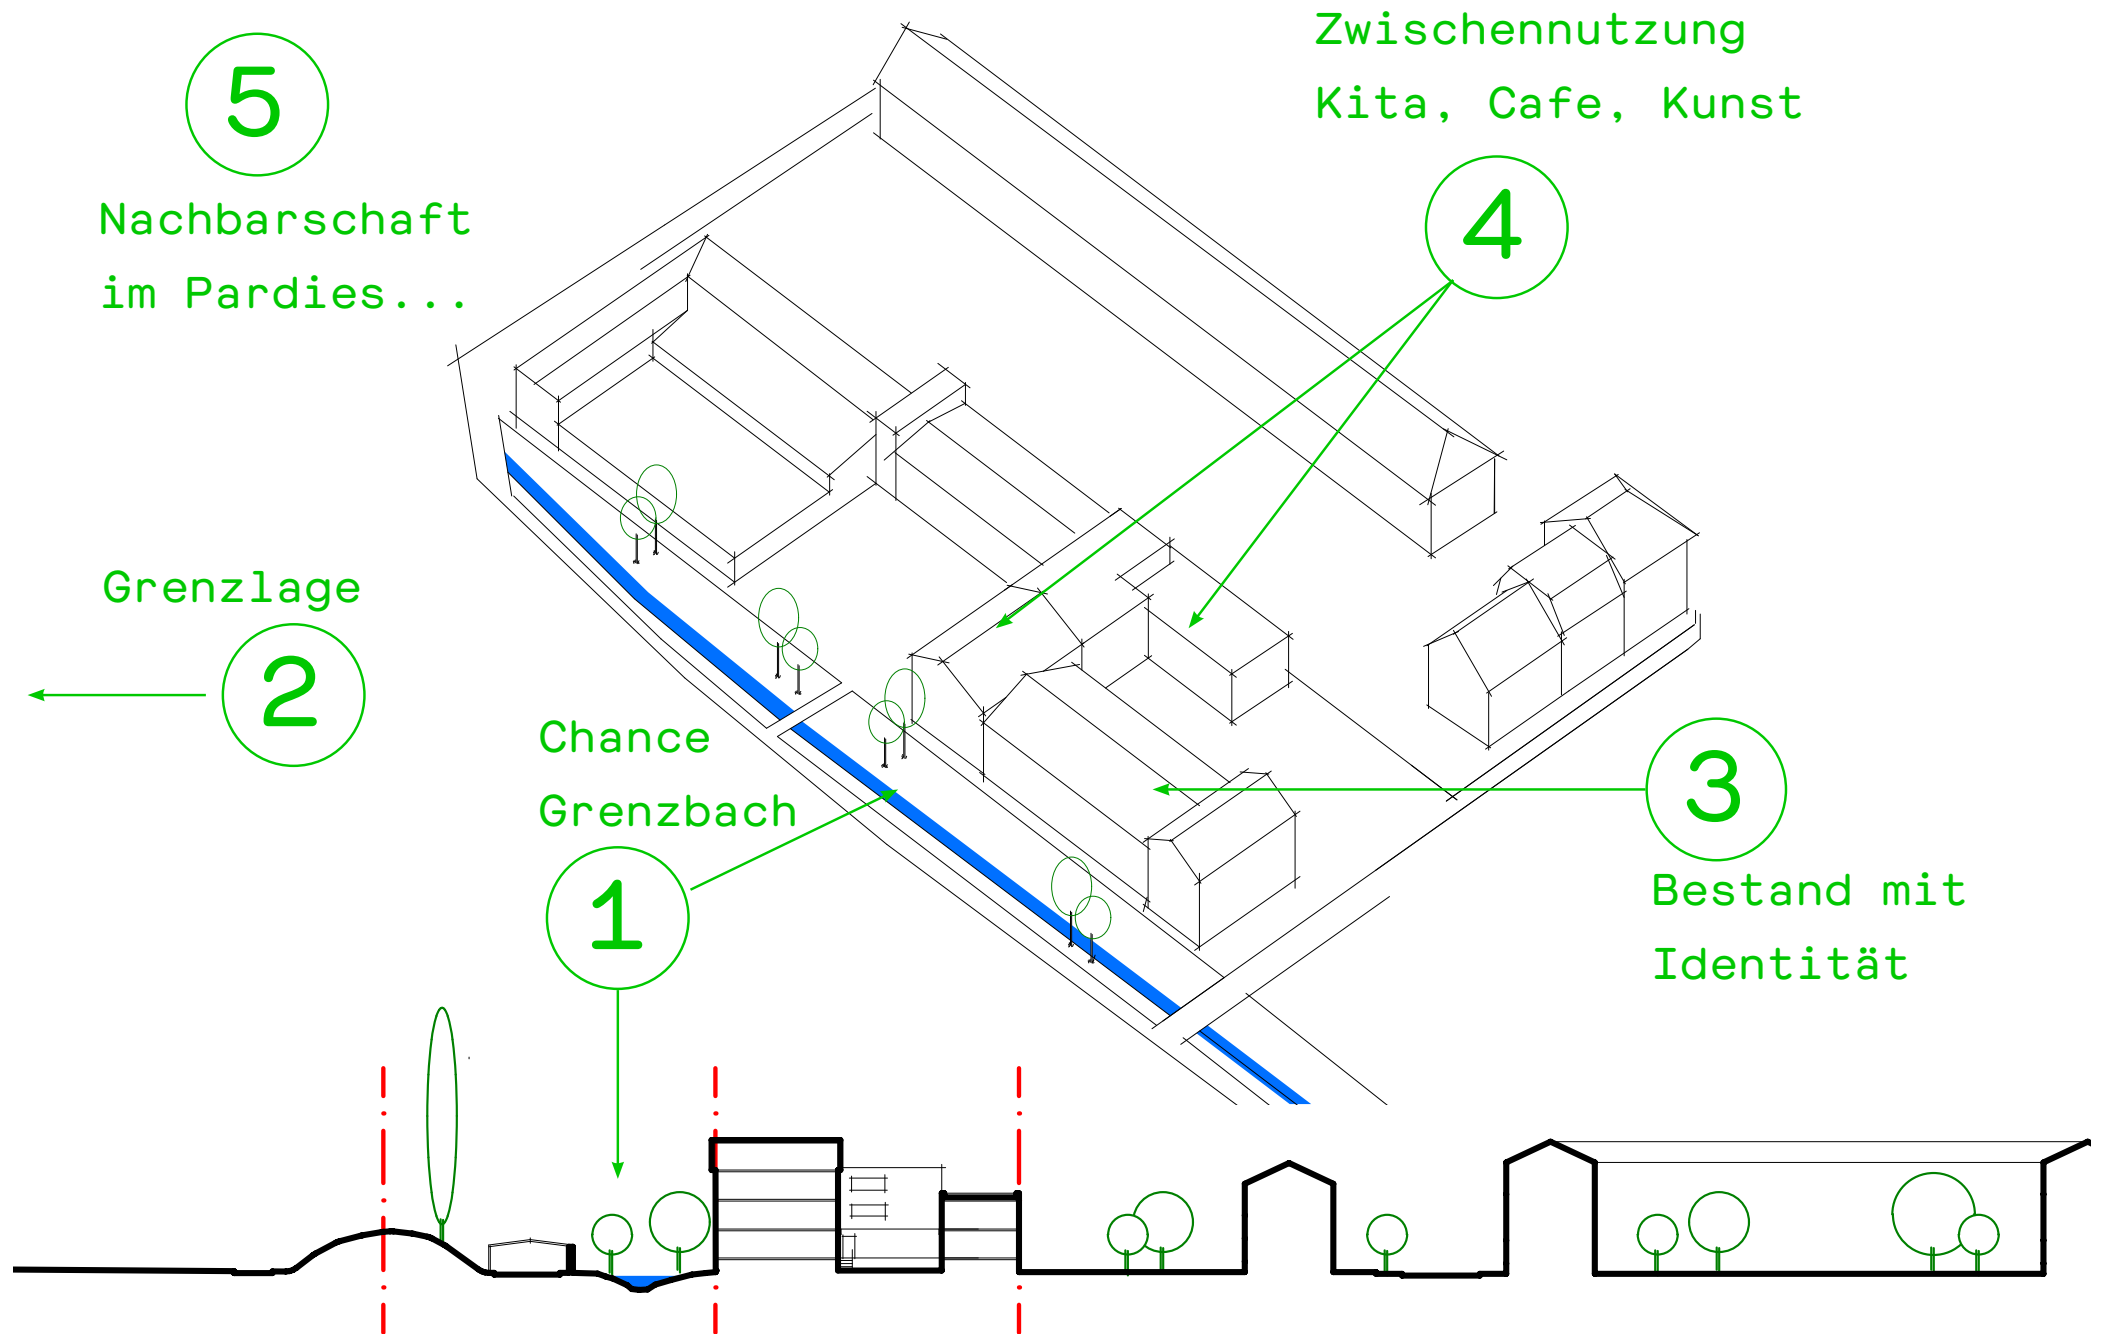 5
Nachbarschaft
im Pardies...
Zwischennutzung
Kita, Cafe, Kunst
4
Grenzlage
2
Chance
Grenzbach
1
3
Bestand mit
Identität